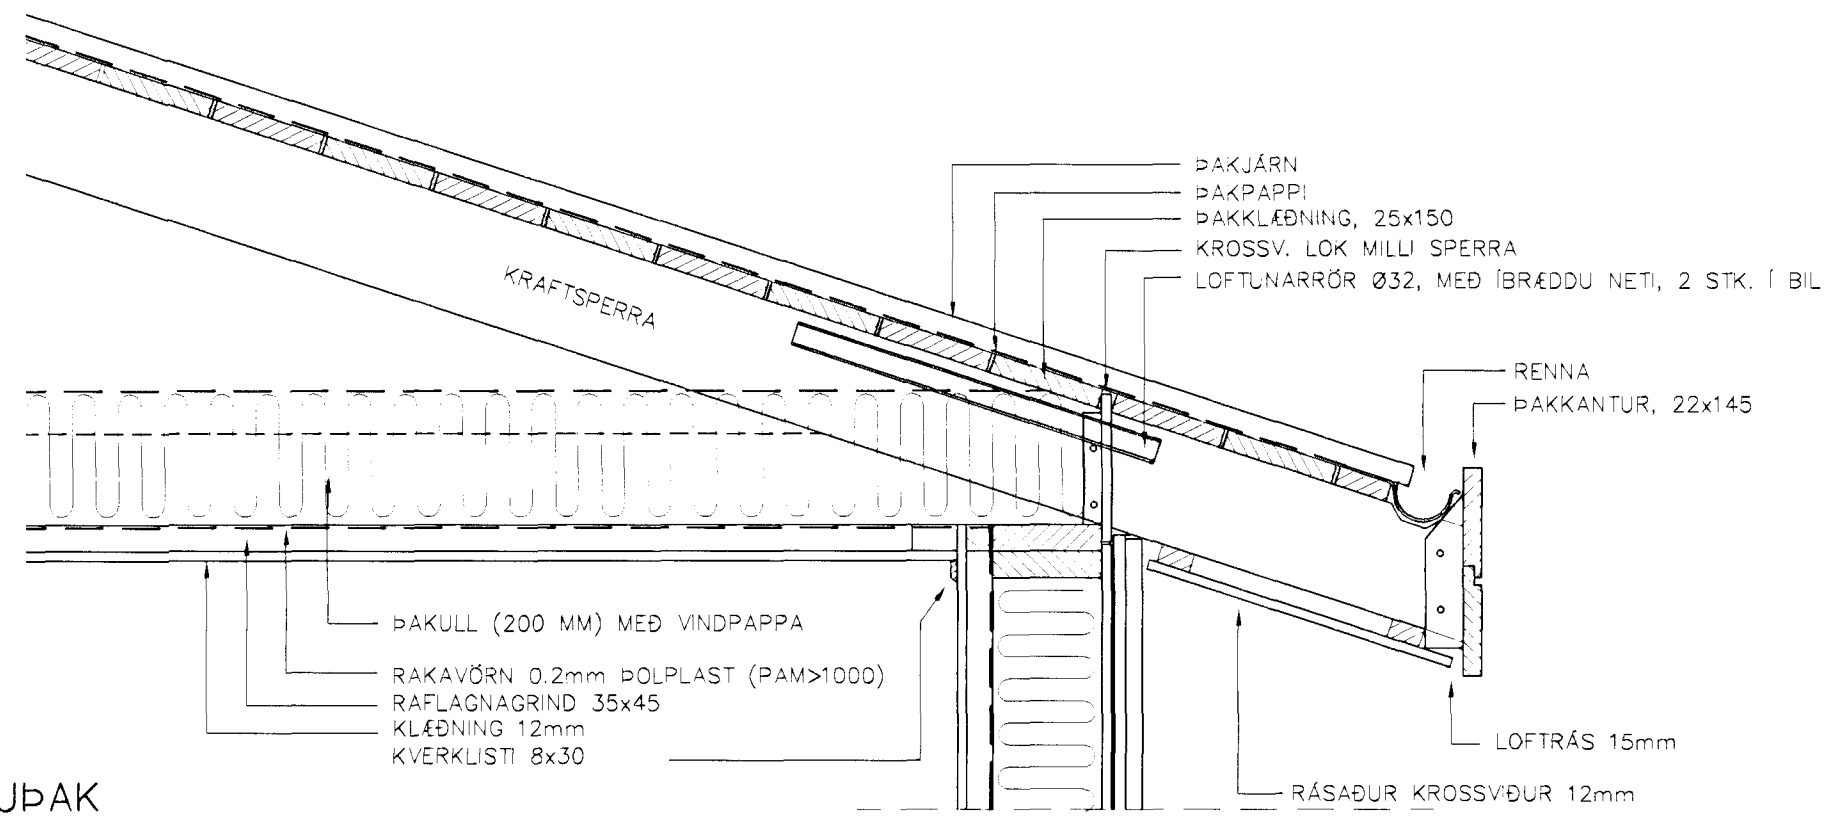 ÞAKJÁRN
ÞAKPAPPI
ÞAKKLÆÐNING, 25x150
KROSSV. LOK MILLI SPERRA
LOFTUNARRÖR Ø32, MEÐ ÍBRÆDDU NETI, 2 STK. Í BIL
KRAFTSPERRA
RENNA
ÞAKKANTUR, 22x145
ÞAKULL (200 MM) MEÐ VINDPAPPA
RAKAVÖRN 0.2mm ÞOLPLAST (PAM>1000)
RAFLAGNAGRIND 35x45
KLÆÐNING 12mm
KVERKLISTI 8x30
LOFTRÁS 15mm
RÁSAÐUR KROSSVIÐUR 12mm
UÞAK